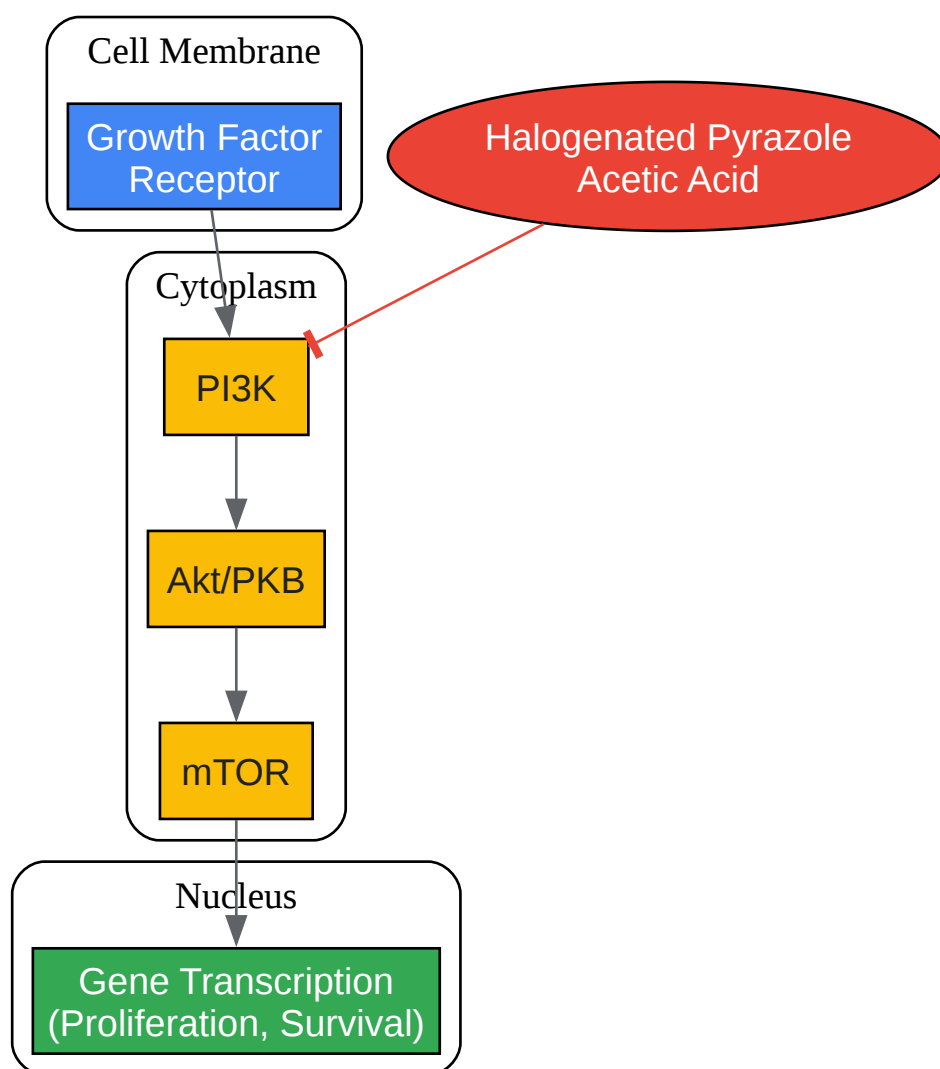 Cell Membrane
Growth Factor
Receptor
Halogenated Pyrazole
Acetic Acid
Cytoplasm
PI3K
Akt/PKB
mTOR
Nucleus
Gene Transcription
(Proliferation, Survival)